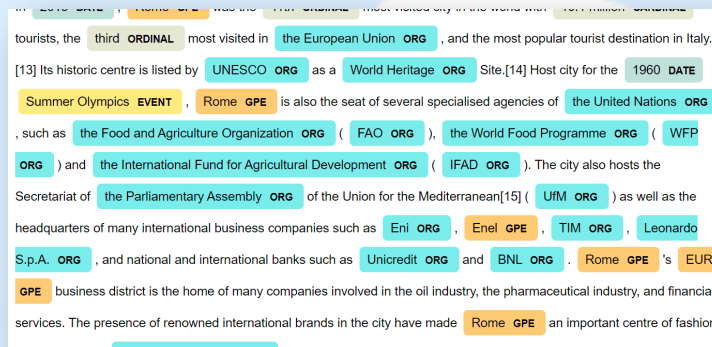 tourists, the third ORDINAL most visited in the European Union ORG , and the most popular tourist destination in Italy.
[13] Its historic centre is listed by UNESCO ORG as a World Heritage ORG Site.[14] Host city for the 1960 DATE
Summer Olympics EVENT , Rome GPE is also the seat of several specialised agencies of the United Nations ORG
, such as the Food and Agriculture Organization ORG ( FAO ORG ), the World Food Programme ORG ( WFP
ORG ) and the International Fund for Agricultural Development ORG ( IFAD ORG ). The city also hosts the
Secretariat of the Parliamentary Assembly ORG of the Union for the Mediterranean[15] ( UfM ORG ) as well as the
headquarters of many international business companies such as Eni ORG , Enel GPE , TIM ORG , Leonardo
S.p.A. ORG , and national and international banks such as Unicredit ORG and BNL ORG . Rome GPE 's EUR
GPE business district is the home of many companies involved in the oil industry, the pharmaceutical industry, and financia
services. The presence of renowned international brands in the city have made Rome GPE an important centre of fashion